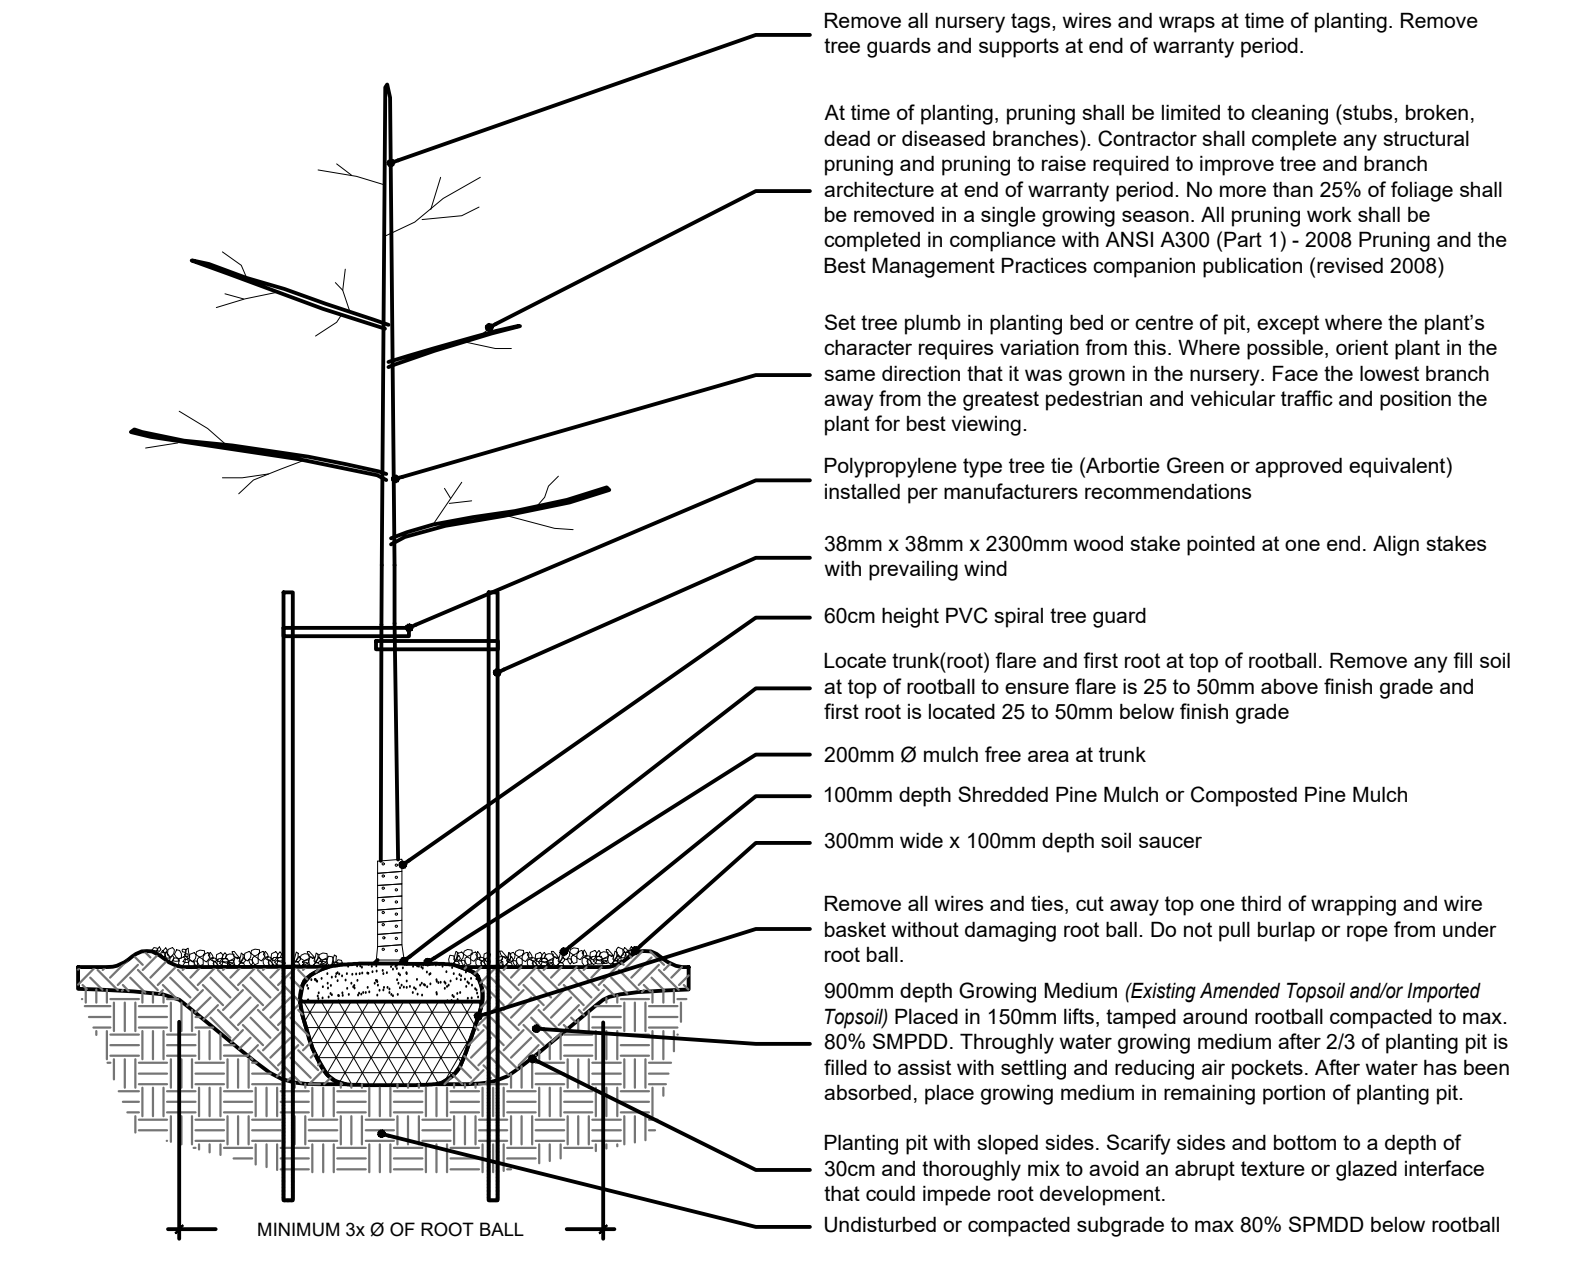 Remove all nursery tags, wires and wraps at time of planting. Remove
tree guards and supports at end of warranty period.
At time of planting, pruning shall be limited to cleaning (stubs, broken,
dead or diseased branches). Contractor shall complete any structural
pruning and pruning to raise required to improve tree and branch
architecture at end of warranty period. No more than 25% of foliage shall
be removed in a single growing season. All pruning work shall be
completed in compliance with ANSI A300 (Part 1) - 2008 Pruning and the
Best Management Practices companion publication (revised 2008)
Set tree plumb in planting bed or centre of pit, except where the plant’s
character requires variation from this. Where possible, orient plant in the
same direction that it was grown in the nursery. Face the lowest branch
away from the greatest pedestrian and vehicular traffic and position the
plant for best viewing.
Polypropylene type tree tie (Arbortie Green or approved equivalent)
installed per manufacturers recommendations
38mm x 38mm x 2300mm wood stake pointed at one end. Align stakes
with prevailing wind
60cm height PVC spiral tree guard
Locate trunk(root) flare and first root at top of rootball. Remove any fill soil
at top of rootball to ensure flare is 25 to 50mm above finish grade and
first root is located 25 to 50mm below finish grade
200mm Ø mulch free area at trunk
100mm depth Shredded Pine Mulch or Composted Pine Mulch
300mm wide x 100mm depth soil saucer
Remove all wires and ties, cut away top one third of wrapping and wire
basket without damaging root ball. Do not pull burlap or rope from under
root ball.
900mm depth Growing Medium (Existing Amended Topsoil and/or Imported
Topsoil) Placed in 150mm lifts, tamped around rootball compacted to max.
80% SMPDD. Throughly water growing medium after 2/3 of planting pit is
filled to assist with settling and reducing air pockets. After water has been
absorbed, place growing medium in remaining portion of planting pit.
Planting pit with sloped sides. Scarify sides and bottom to a depth of
30cm and thoroughly mix to avoid an abrupt texture or glazed interface
that could impede root development.
Undisturbed or compacted subgrade to max 80% SPMDD below rootball
MINIMUM 3x Ø OF ROOT BALL